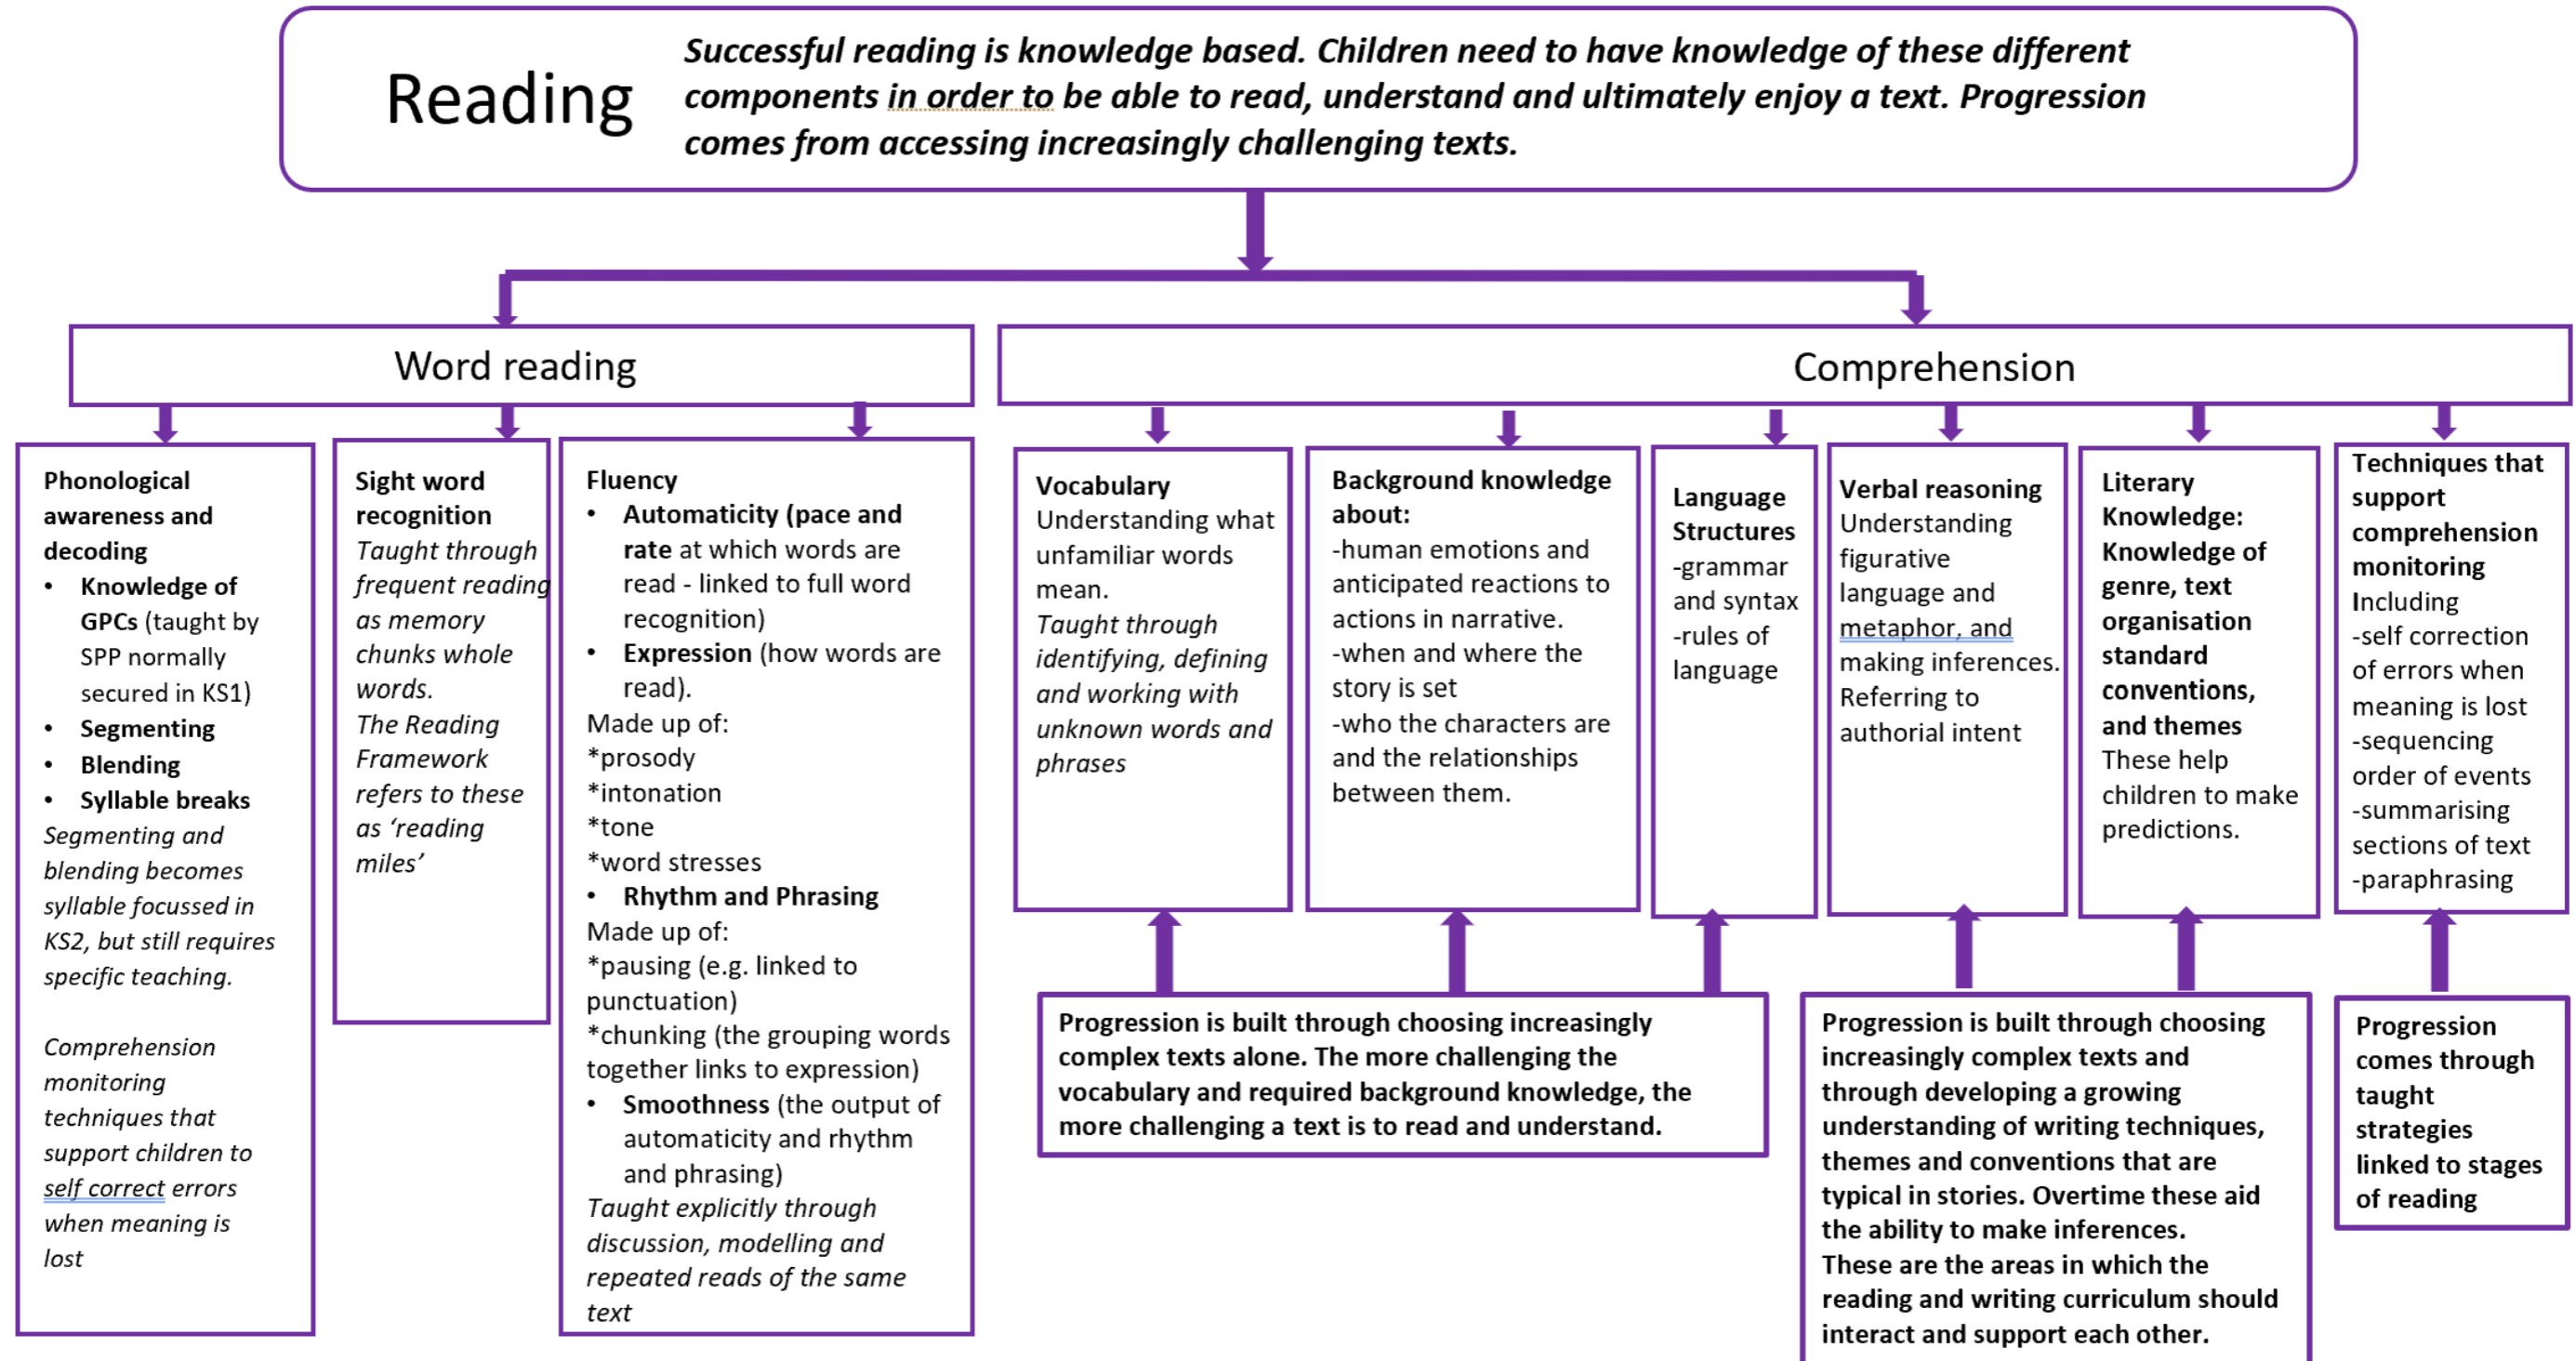 Reading
Successful reading is knowledge based. Children need to have knowledge of these different
components in order to be able to read, understand and ultimately enjoy a text. Progression
comes from accessing increasingly challenging texts.
Word reading
Phonological
awareness and
decoding
• Knowledge of
GPCs (taught by
SPP normally
secured in KS1)
• Segmenting
• Blending
• Syllable breaks
Segmenting and
blending becomes
syllable focussed in
KS2, but still requires
specific teaching.
Comprehension
monitoring
techniques that
support children to
self correct errors
when meaning is
lost
Sight word
recognition
Taught through
frequent reading
as memory
chunks whole
words.
The Reading
Framework
refers to these
as ‘reading
miles’
Fluency
• Automaticity (pace and
rate at which words are
read - linked to full word
recognition)
• Expression (how words are
read).
Made up of:
*prosody
*intonation
*tone
*word stresses
• Rhythm and Phrasing
Made up of:
*pausing (e.g. linked to
punctuation)
*chunking (the grouping words
together links to expression)
• Smoothness (the output of
automaticity and rhythm
and phrasing)
Taught explicitly through
discussion, modelling and
repeated reads of the same
text
Comprehension
Vocabulary
Understanding what
unfamiliar words
mean.
Taught through
identifying, defining
and working with
unknown words and
phrases
Background knowledge
about:
-human emotions and
anticipated reactions to
actions in narrative.
-when and where the
story is set
-who the characters are
and the relationships
between them.
Language
Structures
-grammar
and syntax
-rules of
language
Verbal reasoning
Understanding
figurative
language and
metaphor, and
making inferences.
Referring to
authorial intent
Literary
Knowledge:
Knowledge of
genre, text
organisation
standard
conventions,
and themes
These help
children to make
predictions.
Techniques that
support
comprehension
monitoring
Including
-self correction
of errors when
meaning is lost
-sequencing
order of events
-summarising
sections of text
-paraphrasing
Progression is built through choosing increasingly
complex texts alone. The more challenging the
vocabulary and required background knowledge, the
more challenging a text is to read and understand.
Progression is built through choosing
increasingly complex texts and
through developing a growing
understanding of writing techniques,
themes and conventions that are
typical in stories. Overtime these aid
the ability to make inferences.
These are the areas in which the
reading and writing curriculum should
interact and support each other.
Progression
comes through
taught
strategies
linked to stages
of reading